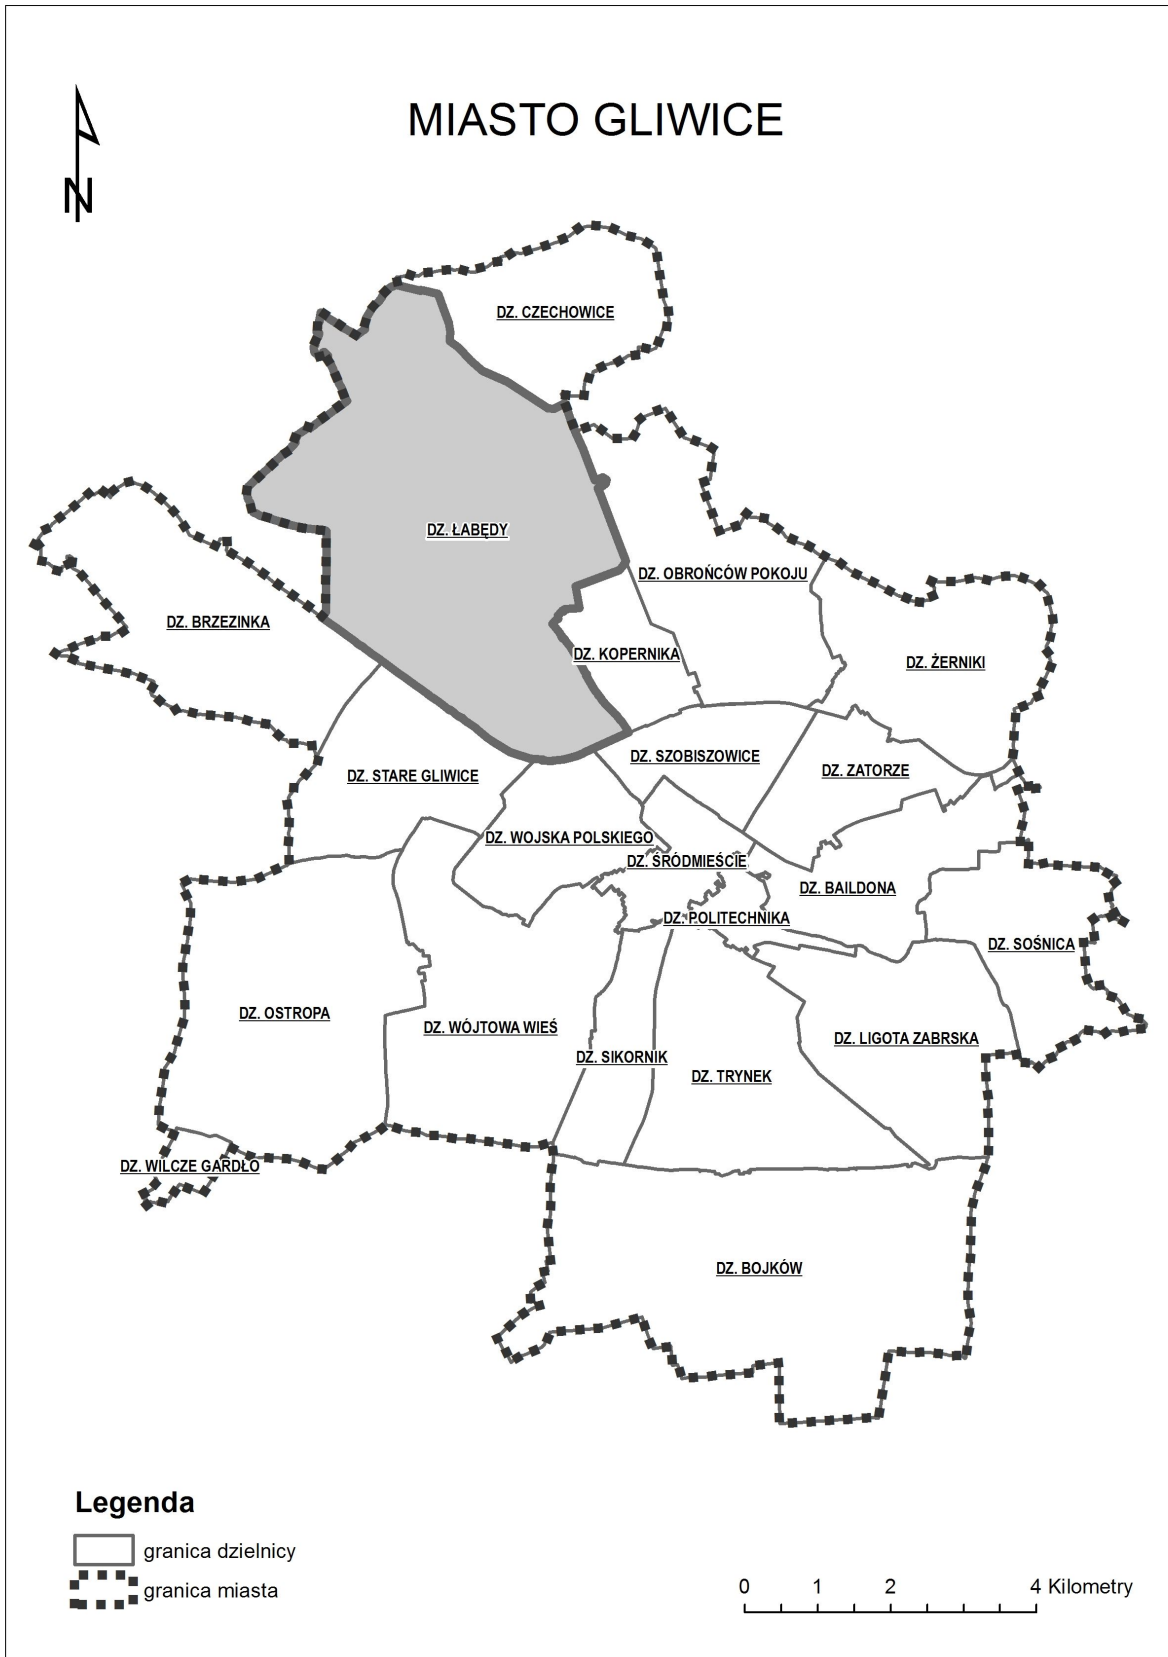 MIASTO GLIWICE
N
DZ. CZECHOWICE
DZ. ŁABĘDY
DZ. OBROŃCÓW POKOJU
DZ. BRZEZINKA
DZ. KOPERNIKA
DZ. ŻERNIKI
DZ. SZOBISZOWICE
DZ. STARE GLIWICE
DZ. ZATORZE
DZ. WOJSKA POLSKIEGO
DZ. ŚRÓDMIEŚCIE
DZ. BAILDONA
DZ. POLITECHNIKA
DZ. SOŚNICA
DZ. OSTROPA
DZ. WÓJTOWA WIEŚ
DZ. LIGOTA ZABRSKA
DZ. SIKORNIK
DZ. TRYNEK
DZ. WILCZE GARDŁO
DZ. BOJKÓW
Legenda
granica dzielnicy
granica miasta
0 1 2 4 Kilometry